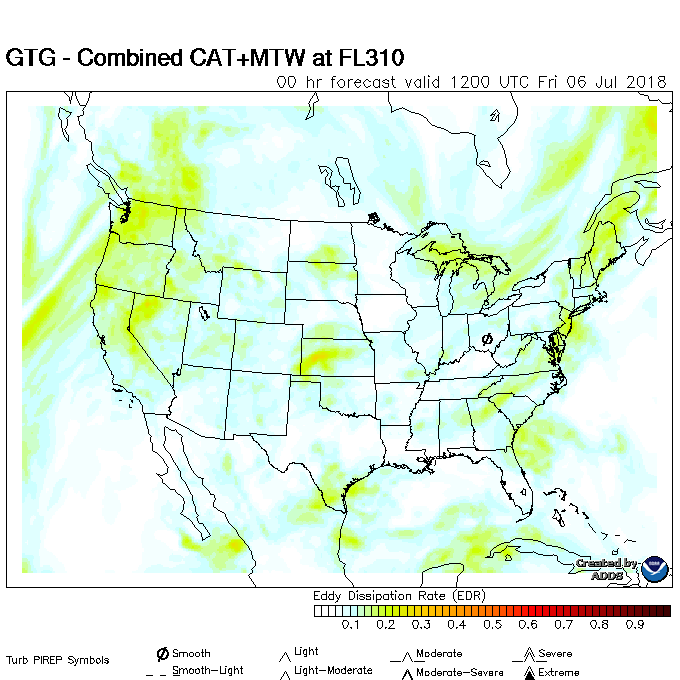 GTG - Combined CAT+MTW at FL310
00 hr forecast valid 1200 UTC Fri 06 Jul 2018
Created by
ADDS
Eddy Dissipation Rate (EDR)
0.1 0.2 0.3 0.4 0.5 0.6 0.7 0.8 0.9
Turb PIREP Symbols
Smooth Light Moderate Severe
Smooth-Light Light-Moderate Moderate-Severe Extreme